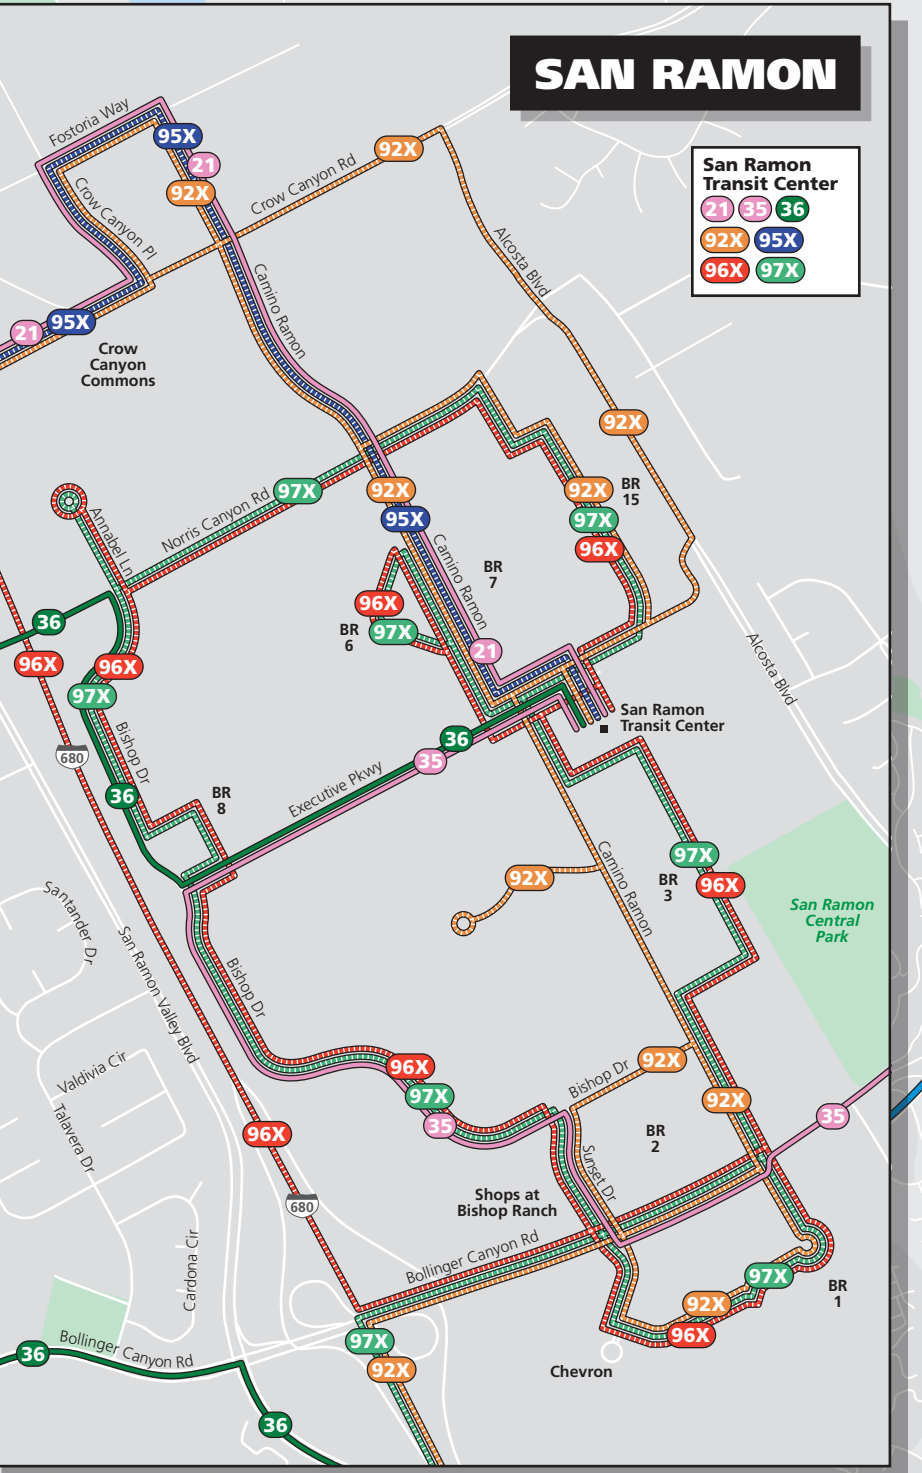 SAN RAMON
San Ramon
Transit Center
21 35 36
92X 95X
96X 97X
Fostoria Way
95X
21
92X
92X
Crow Canyon Rd
Crow Canyon Pl
Alcosta Blvd
Camino Ramon
21 95X
Crow
Canyon
Commons
92X
97X
Norris Canyon Rd
Annabel Ln
92X
95X
92X
97X
96X
BR
15
Camino Ramon
BR
7
96X
97X
BR
6
36
96X
96X
97X
21
Alcosta Blvd
San Ramon
Transit Center
680
Bishop Dr
36
35
36
BR
8
Executive Pkwy
97X
96X
BR
3
Camino Ramon
92X
San Ramon
Central
Park
Santander Dr
San Ramon Valley Blvd
Bishop Dr
Valdivia Cir
Talavera Dr
96X
97X
35
92X
Bishop Dr
92X
35
96X
BR
2
Sunset Dr
Shops at
Bishop Ranch
680
Bollinger Canyon Rd
Cardona Cir
97X
92X
96X
BR
1
Chevron
97X
92X
36
Bollinger Canyon Rd
36